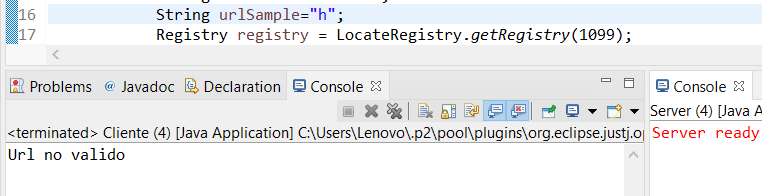 16 String urlSample="h";
17 Registry registry = LocateRegistry.getRegistry(1099);
Problems @ Javadoc Declaration Console
<terminated> Cliente (4) [Java Application] C:\Users\Lenovo\.p2\pool\plugins\org.eclipse.justj.o
Url no valido
Console
Server (4) [Java A
Server ready